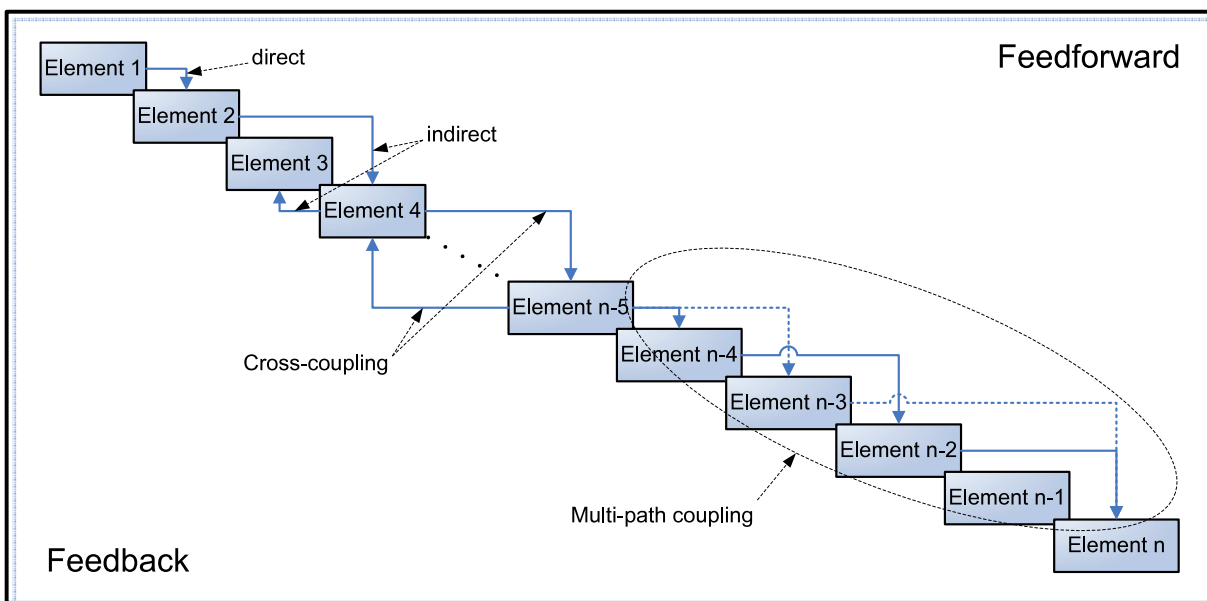 Element 1
direct
Feedforward
Element 2
indirect
Element 3
Element 4
Element n-5
Element n-4
Cross-coupling
Element n-3
Element n-2
Element n-1
Multi-path coupling
Element n
Feedback